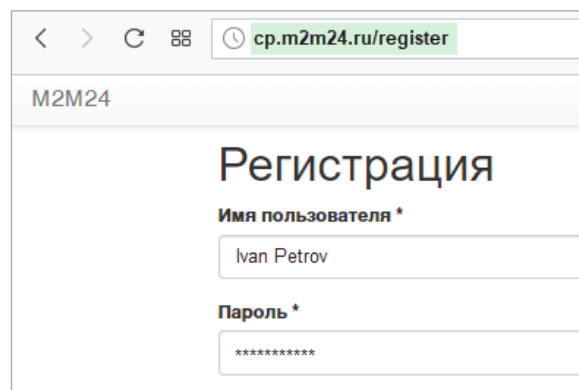 cp.m2m24.ru/register
M2M24
Регистрация
Имя пользователя *
Ivan Petrov
Пароль *
***********